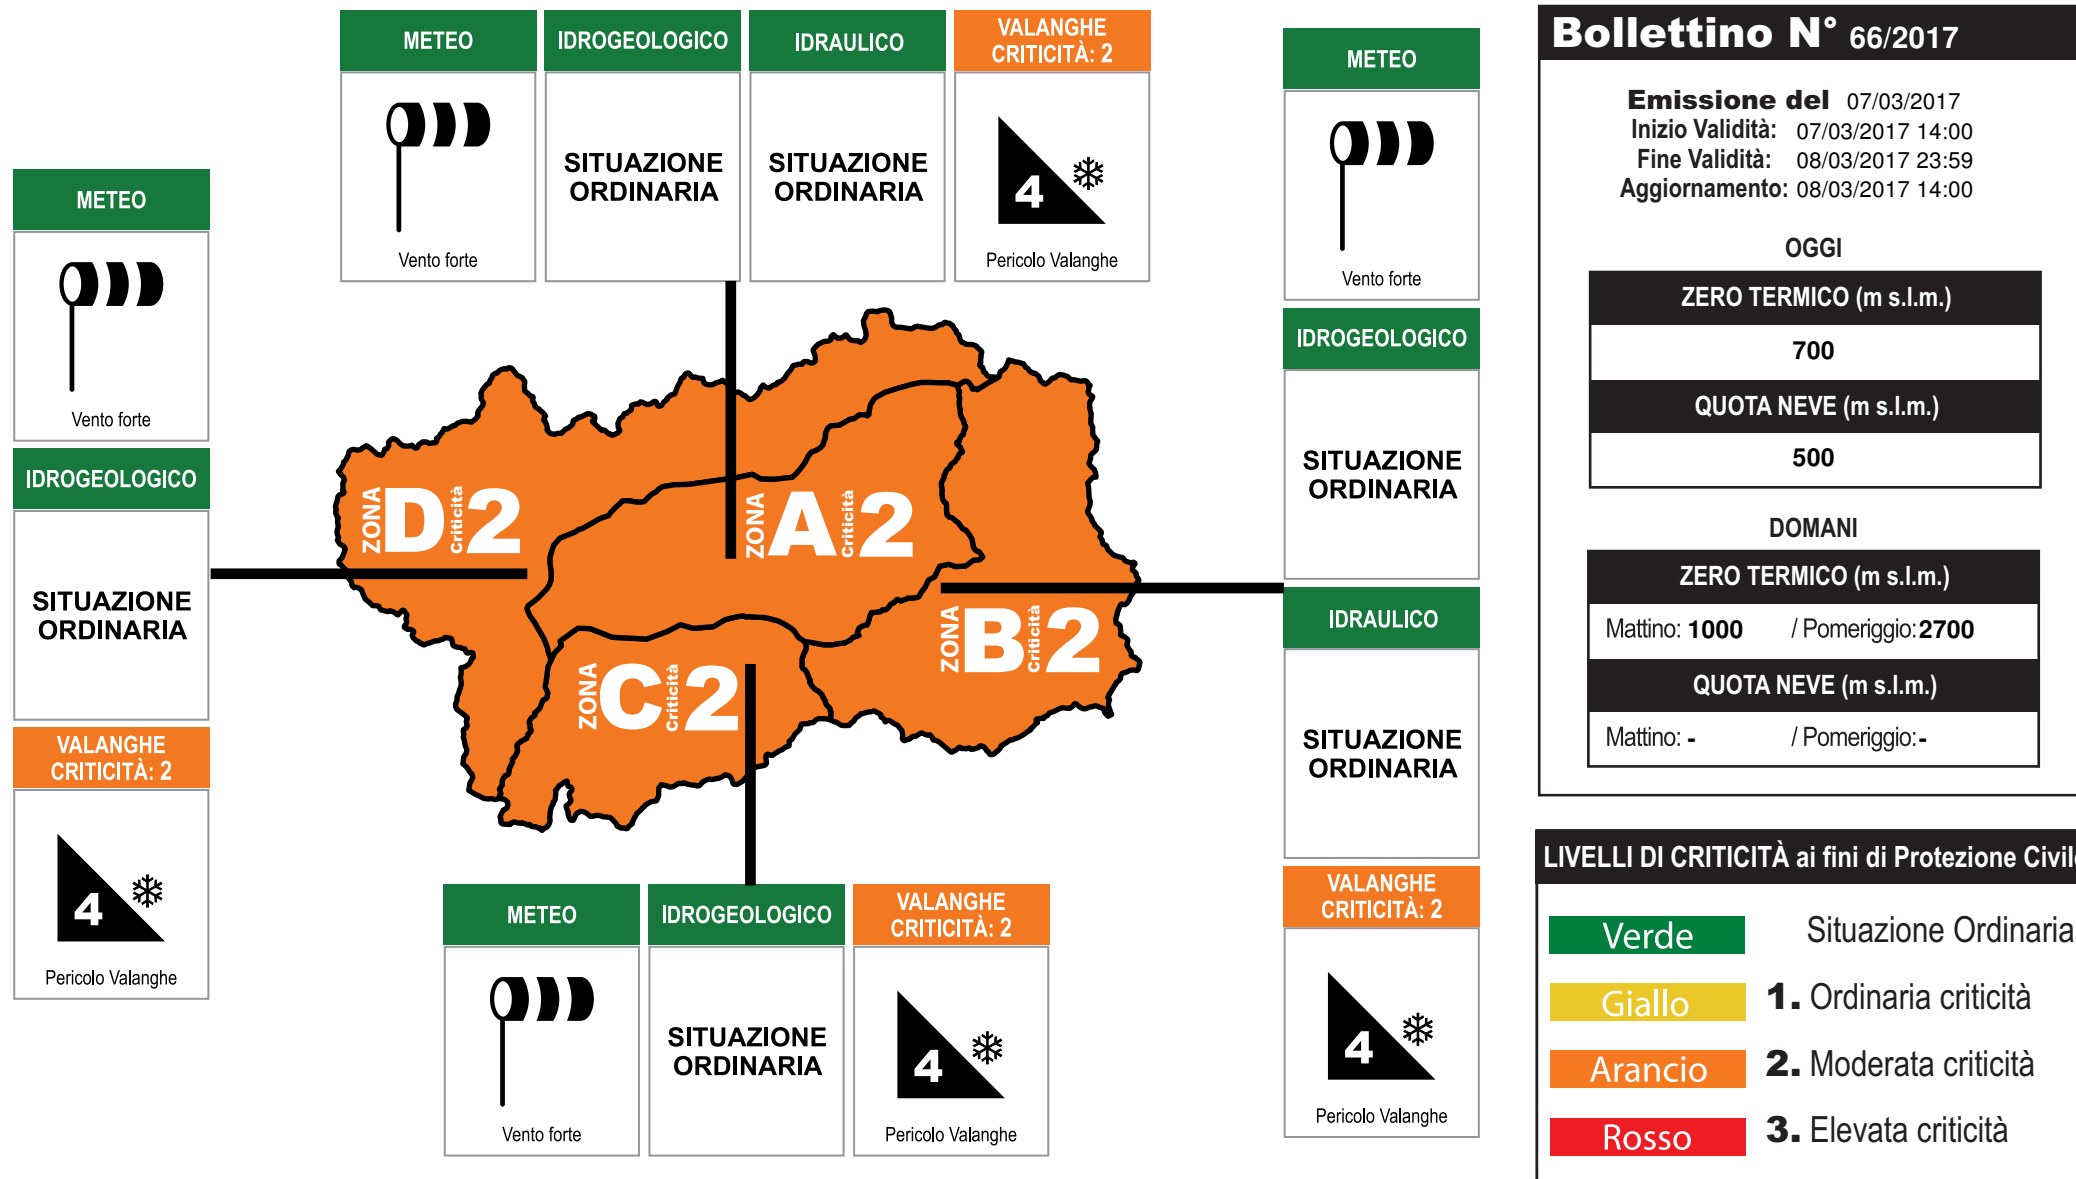 METEO
Vento forte
IDROGEOLOGICO
SITUAZIONE
ORDINARIA
VALANGHE
CRITICITÀ: 2
4
Pericolo Valanghe
METEO
Vento forte
IDROGEOLOGICO
SITUAZIONE
ORDINARIA
IDRAULICO
SITUAZIONE
ORDINARIA
VALANGHE
CRITICITÀ: 2
4
Pericolo Valanghe
ZONA D Criticità 2
ZONA A Criticità 2
ZONA B Criticità 2
ZONA C Criticità 2
METEO
Vento forte
IDROGEOLOGICO
SITUAZIONE
ORDINARIA
VALANGHE
CRITICITÀ: 2
4
Pericolo Valanghe
METEO
Vento forte
IDROGEOLOGICO
SITUAZIONE
ORDINARIA
IDRAULICO
SITUAZIONE
ORDINARIA
VALANGHE
CRITICITÀ: 2
4
Pericolo Valanghe
Bollettino N° 66/2017
Emissione del 07/03/2017
Inizio Validità: 07/03/2017 14:00
Fine Validità: 08/03/2017 23:59
Aggiornamento: 08/03/2017 14:00
OGGI
ZERO TERMICO (m s.l.m.)
700
QUOTA NEVE (m s.l.m.)
500
DOMANI
ZERO TERMICO (m s.l.m.)
Mattino: 1000 / Pomeriggio: 2700
QUOTA NEVE (m s.l.m.)
Mattino: - / Pomeriggio: -
LIVELLI DI CRITICITÀ ai fini di Protezione Civile
Verde Situazione Ordinaria
Giallo 1. Ordinaria criticità
Arancio 2. Moderata criticità
Rosso 3. Elevata criticità